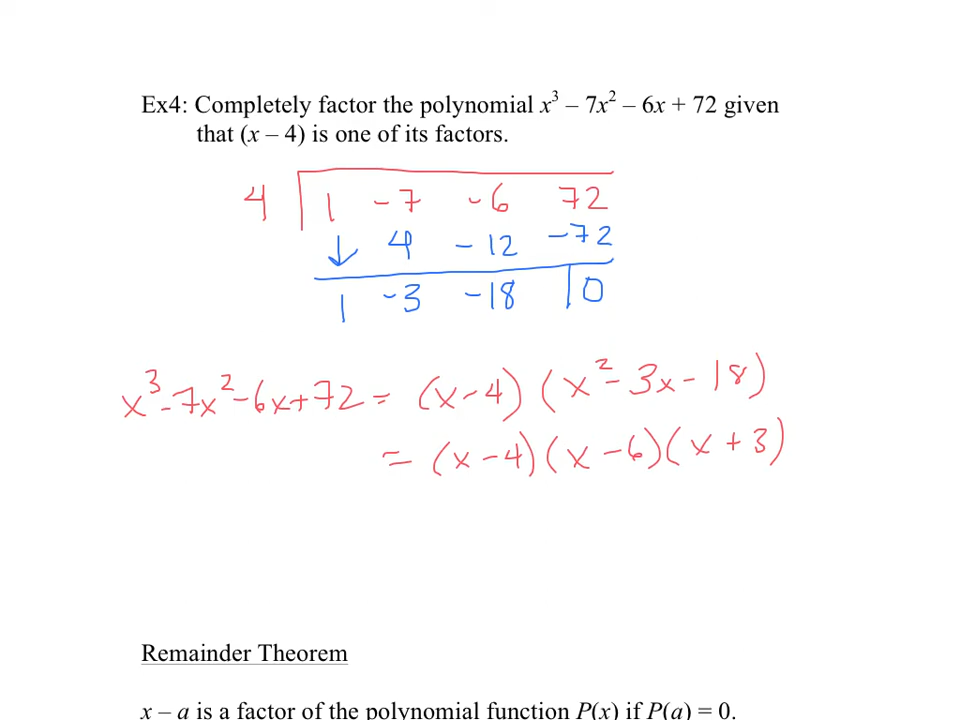 Ex4: Completely factor the polynomial x³ – 7x² – 6x + 72 given
that (x – 4) is one of its factors.
4 1 -7 -6 72
↓ 4 -12 -72
1 -3 -18 | 0
x³-7x²-6x+72 = (x-4) (x²-3x-18)
= (x-4)(x-6)(x+3)
Remainder Theorem
x – a is a factor of the polynomial function P(x) if P(a) = 0.